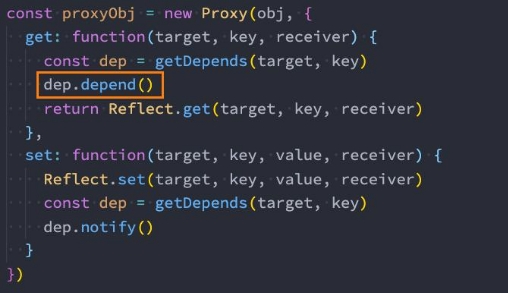 const proxyObj = new Proxy(obj, {
  get: function(target, key, receiver) {
    const dep = getDepends(target, key)
    dep.depend()
    return Reflect.get(target, key, receiver)
  },
  set: function(target, key, value, receiver) {
    Reflect.set(target, key, value, receiver)
    const dep = getDepends(target, key)
    dep.notify()
  }
})